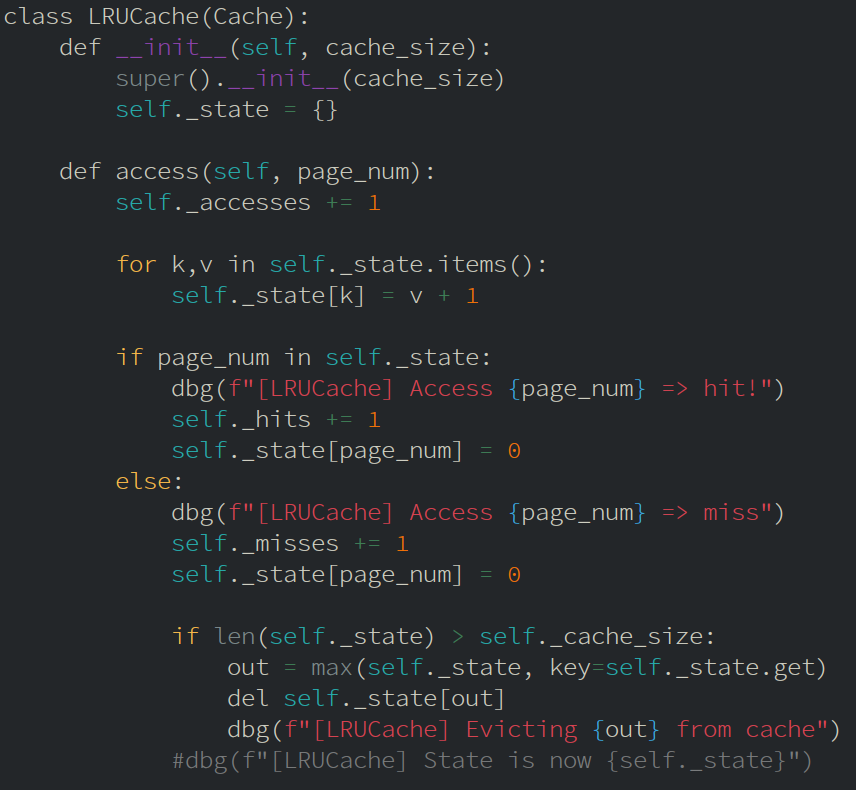 class LRUCache(Cache):
    def __init__(self, cache_size):
        super().__init__(cache_size)
        self._state = {}

    def access(self, page_num):
        self._accesses += 1

        for k,v in self._state.items():
            self._state[k] = v + 1

        if page_num in self._state:
            dbg(f"[LRUCache] Access {page_num} => hit!")
            self._hits += 1
            self._state[page_num] = 0
        else:
            dbg(f"[LRUCache] Access {page_num} => miss")
            self._misses += 1
            self._state[page_num] = 0

            if len(self._state) > self._cache_size:
                out = max(self._state, key=self._state.get)
                del self._state[out]
                dbg(f"[LRUCache] Evicting {out} from cache")
            #dbg(f"[LRUCache] State is now {self._state}")